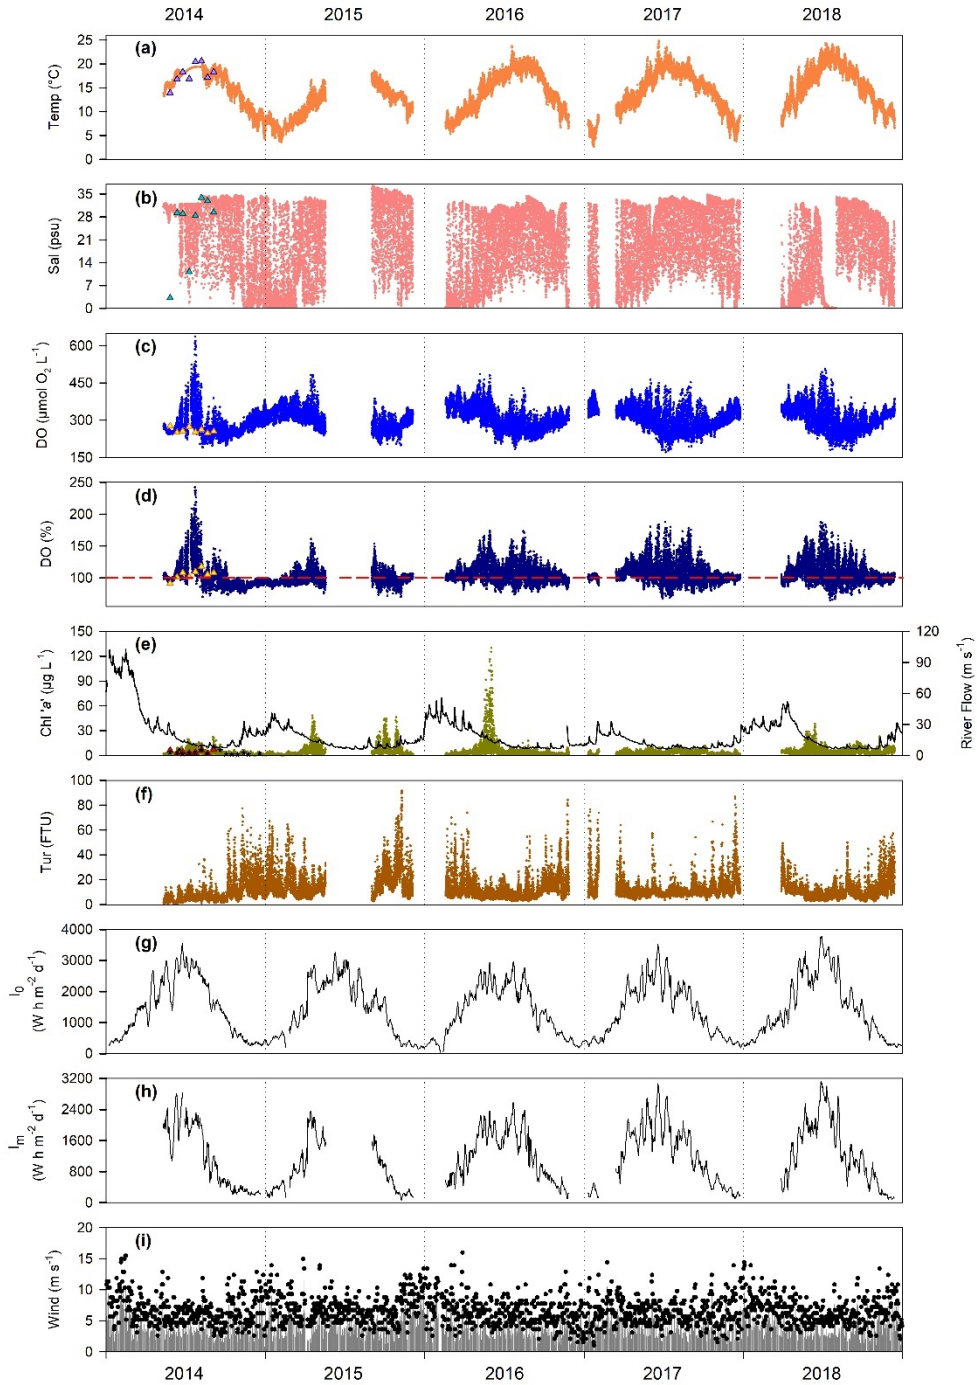 2014 2015 2016 2017 2018
(a)
Temp (°C)
25
20
15
10
5
0
(b)
Sal (psu)
35
28
21
14
7
0
(c)
DO (µmol O₂ L⁻¹)
600
450
300
150
(d)
DO (%)
250
200
150
100
(e)
Chl 'a' (µg L⁻¹)
150
120
90
60
30
0
120
90
60
30
0
River Flow (m s⁻¹)
(f)
Tur (FTU)
100
80
60
40
20
0
(g)
I₀
(W h m⁻² d⁻¹)
4000
3000
2000
1000
0
(h)
Iₘ
(W h m⁻² d⁻¹)
3200
2400
1600
800
0
(i)
Wind (m s⁻¹)
20
15
10
5
0
2014 2015 2016 2017 2018